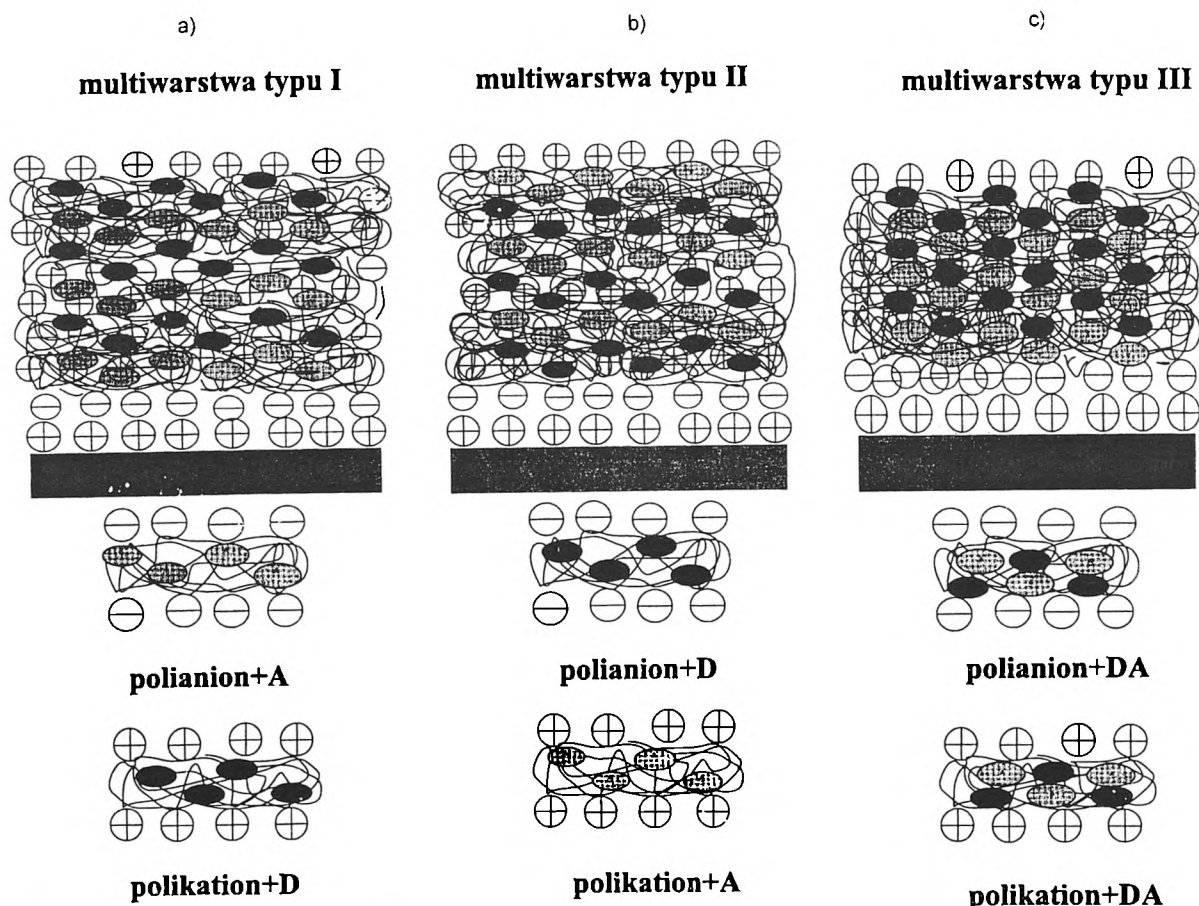 a)
b)
c)
multiwarstwa typu I
multiwarstwa typu II
multiwarstwa typu III
polianion+A
polianion+D
polianion+DA
polikation+D
polikation+A
polikation+DA